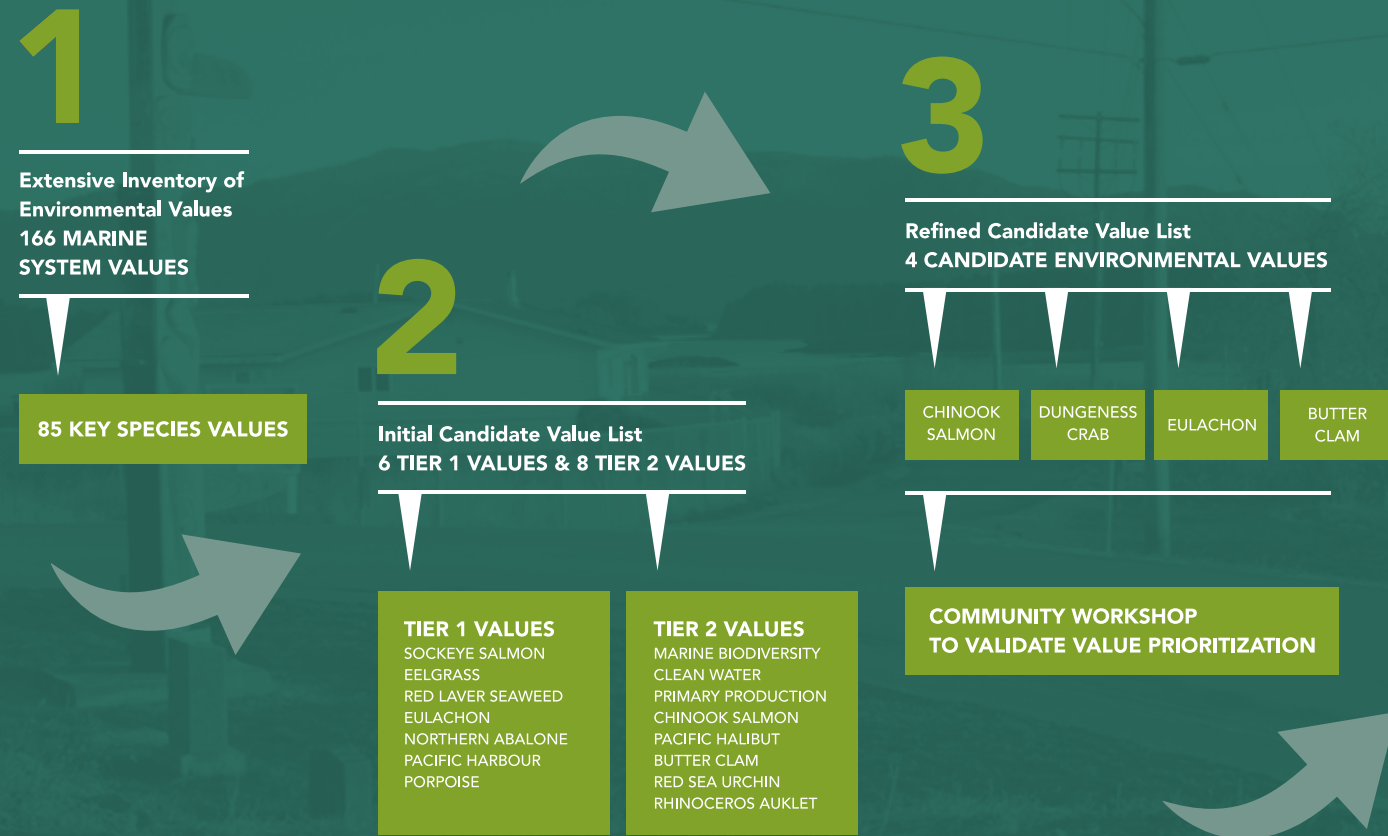 1
Extensive Inventory of
Environmental Values
166 MARINE
SYSTEM VALUES
85 KEY SPECIES VALUES
2
Initial Candidate Value List
6 TIER 1 VALUES & 8 TIER 2 VALUES
TIER 1 VALUES
SOCKEYE SALMON
EELGRASS
RED LAVER SEAWEED
EULACHON
NORTHERN ABALONE
PACIFIC HARBOUR
PORPOISE
TIER 2 VALUES
MARINE BIODIVERSITY
CLEAN WATER
PRIMARY PRODUCTION
CHINOOK SALMON
PACIFIC HALIBUT
BUTTER CLAM
RED SEA URCHIN
RHINOCEROS AUKLET
3
Refined Candidate Value List
4 CANDIDATE ENVIRONMENTAL VALUES
CHINOOK
SALMON
DUNGENESS
CRAB
EULACHON
BUTTER
CLAM
COMMUNITY WORKSHOP
TO VALIDATE VALUE PRIORITIZATION